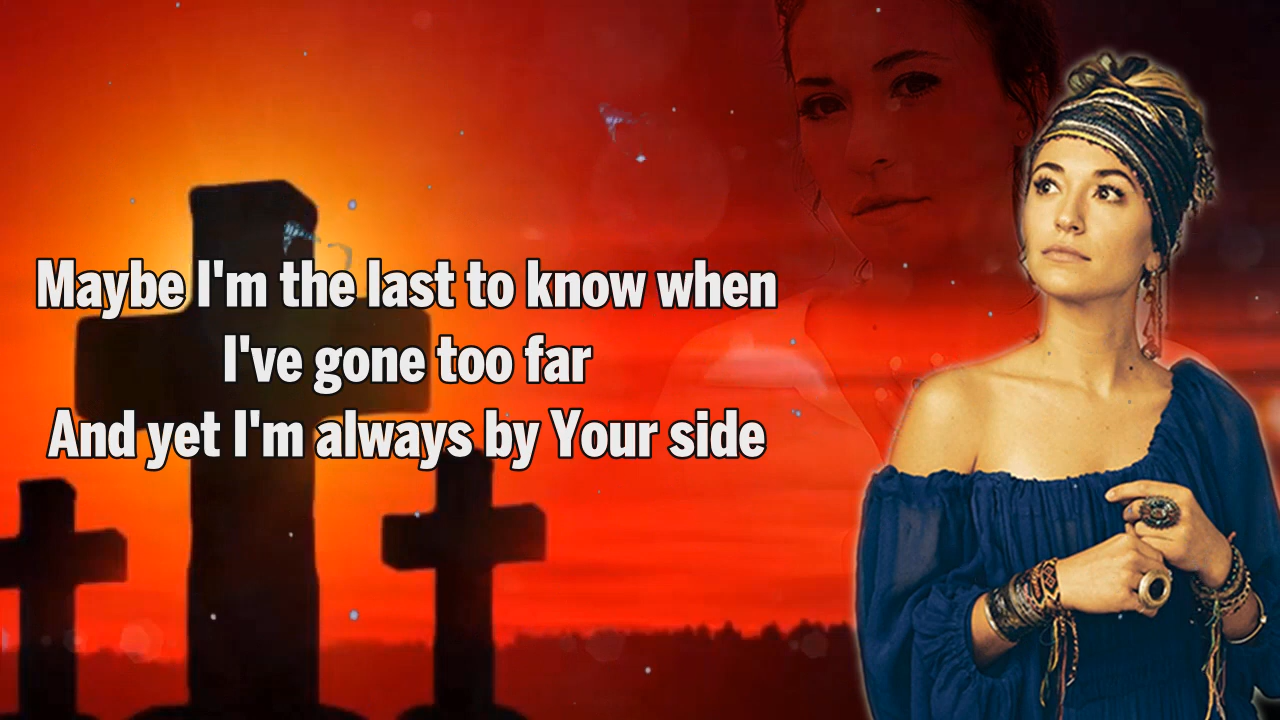 Maybe I'm the last to know when
I've gone too far
And yet I'm always by Your side